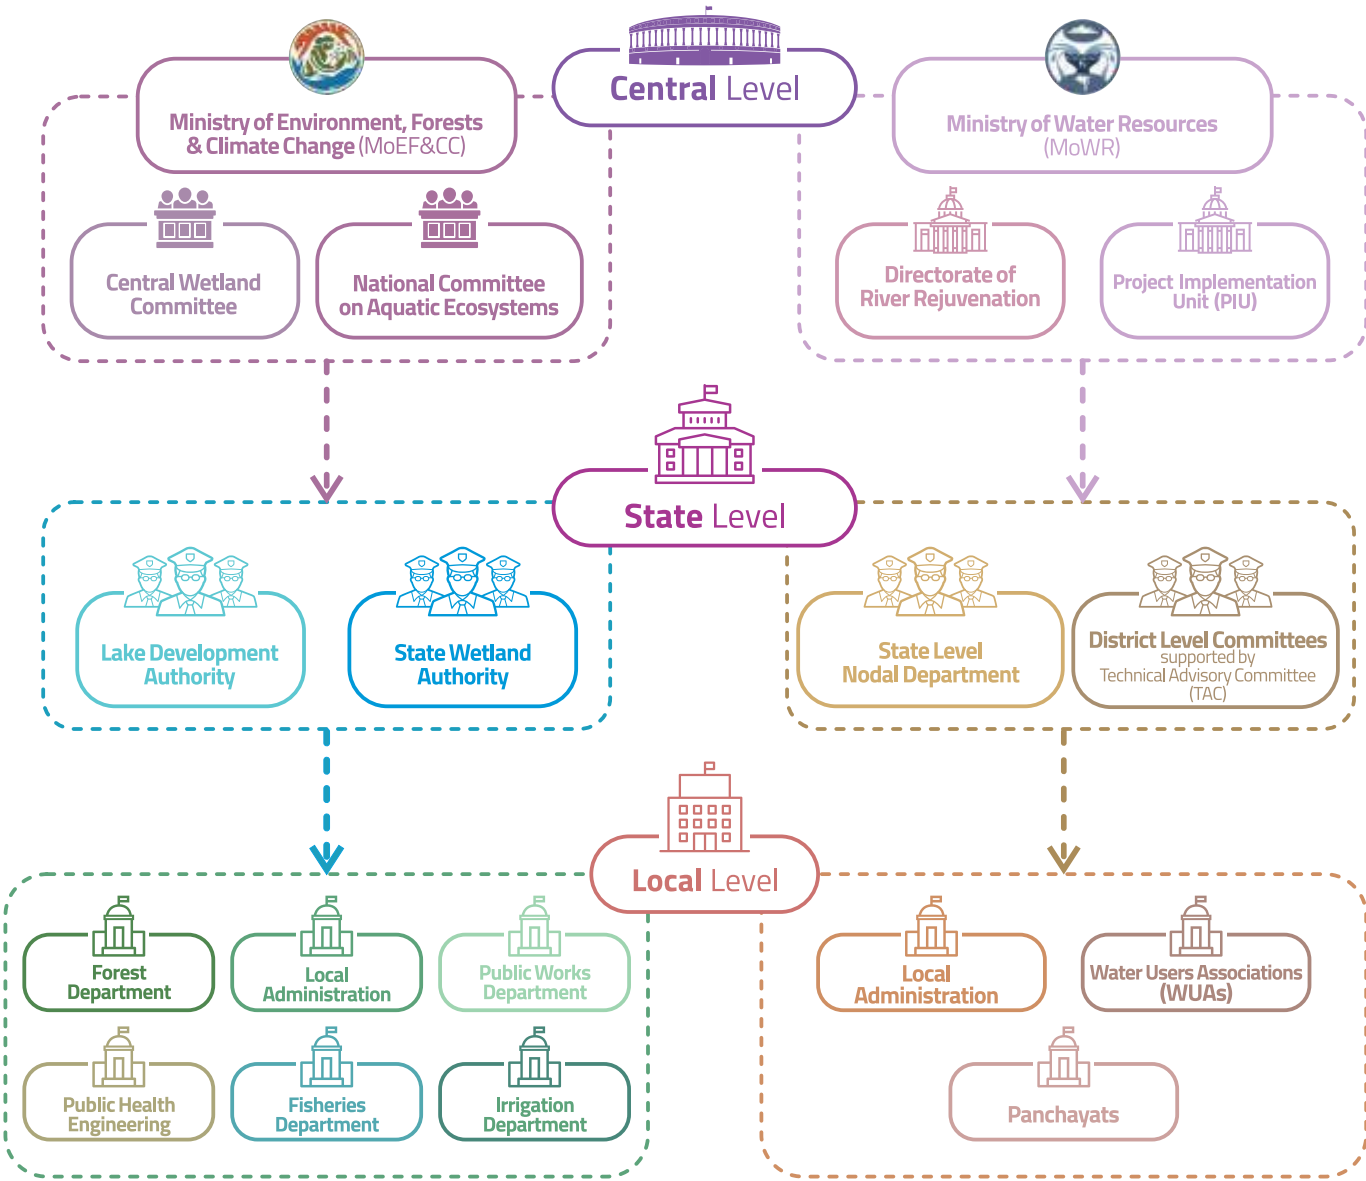 Central Level
Ministry of Environment, Forests
& Climate Change (MoEF&CC)
Central Wetland
Committee
National Committee
on Aquatic Ecosystems
Ministry of Water Resources
(MoWR)
Directorate of
River Rejuvenation
Project Implementation
Unit (PIU)
State Level
Lake Development
Authority
State Wetland
Authority
State Level
Nodal Department
District Level Committees
supported by
Technical Advisory Committee
(TAC)
Local Level
Forest
Department
Local
Administration
Public Works
Department
Public Health
Engineering
Fisheries
Department
Irrigation
Department
Local
Administration
Water Users Associations
(WUAs)
Panchayats